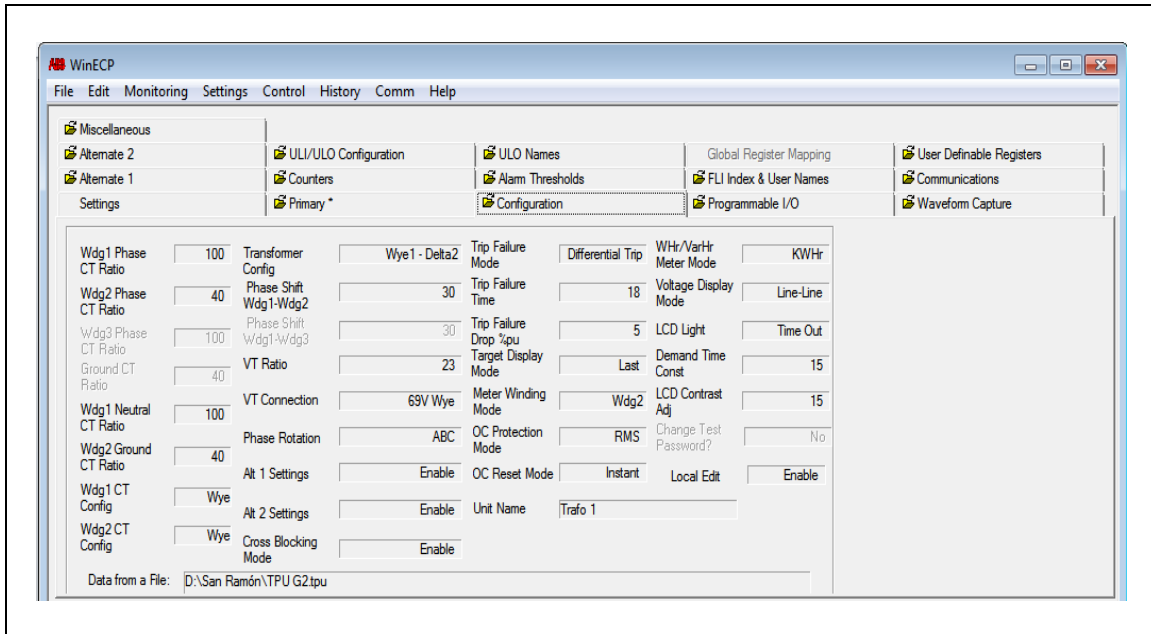 ABB WinECP
File Edit Monitoring Settings Control History Comm Help
Miscellaneous
Alternate 2 ULI/ULO Configuration ULO Names Global Register Mapping User Definable Registers
Alternate 1 Counters Alarm Thresholds FLI Index & User Names Communications
Settings Primary * Configuration Programmable I/O Waveform Capture
Wdg1 Phase
CT Ratio
100
Wdg2 Phase
CT Ratio
40
Wdg3 Phase
CT Ratio
100
Ground CT
Ratio
40
Wdg1 Neutral
CT Ratio
100
Wdg2 Ground
CT Ratio
40
Wdg1 CT
Config
Wye
Wdg2 CT
Config
Wye
Transformer
Config
Wye1 - Delta2
Phase Shift
Wdg1-Wdg2
30
Phase Shift
Wdg1-Wdg3
30
VT Ratio
23
VT Connection
69V Wye
Phase Rotation
ABC
Alt 1 Settings
Enable
Alt 2 Settings
Enable
Cross Blocking
Mode
Enable
Trip Failure
Mode
Differential Trip
Trip Failure
Time
18
Trip Failure
Drop %pu
5
Target Display
Mode
Last
Meter Winding
Mode
Wdg2
OC Protection
Mode
RMS
OC Reset Mode
Instant
Unit Name
Trafo 1
WHr/VarHr
Meter Mode
KWHr
Voltage Display
Mode
Line-Line
LCD Light
Time Out
Demand Time
Const
15
LCD Contrast
Adj
15
Change Test
Password?
No
Local Edit
Enable
Data from a File: D:\San Ramón\TPU G2.tpu